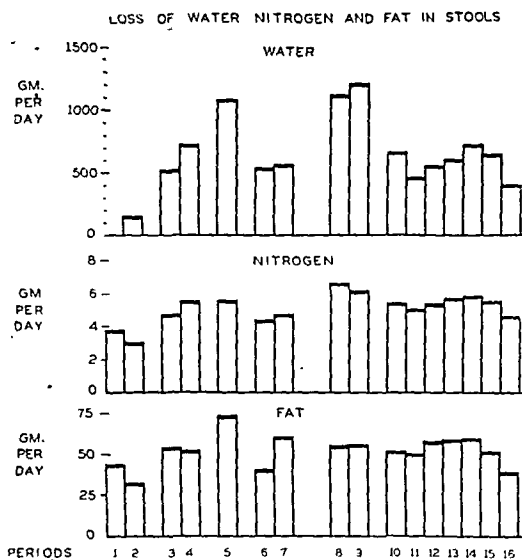 LOSS OF WATER NITROGEN AND FAT IN STOOLS
WATER
GM.
PER
DAY
1500
1000
500
0
NITROGEN
GM
PER
DAY
8
6
4
2
0
FAT
GM.
PER
DAY
75
50
25
0
PERIODS 1 2 3 4 5 6 7 8 9 10 11 12 13 14 15 16